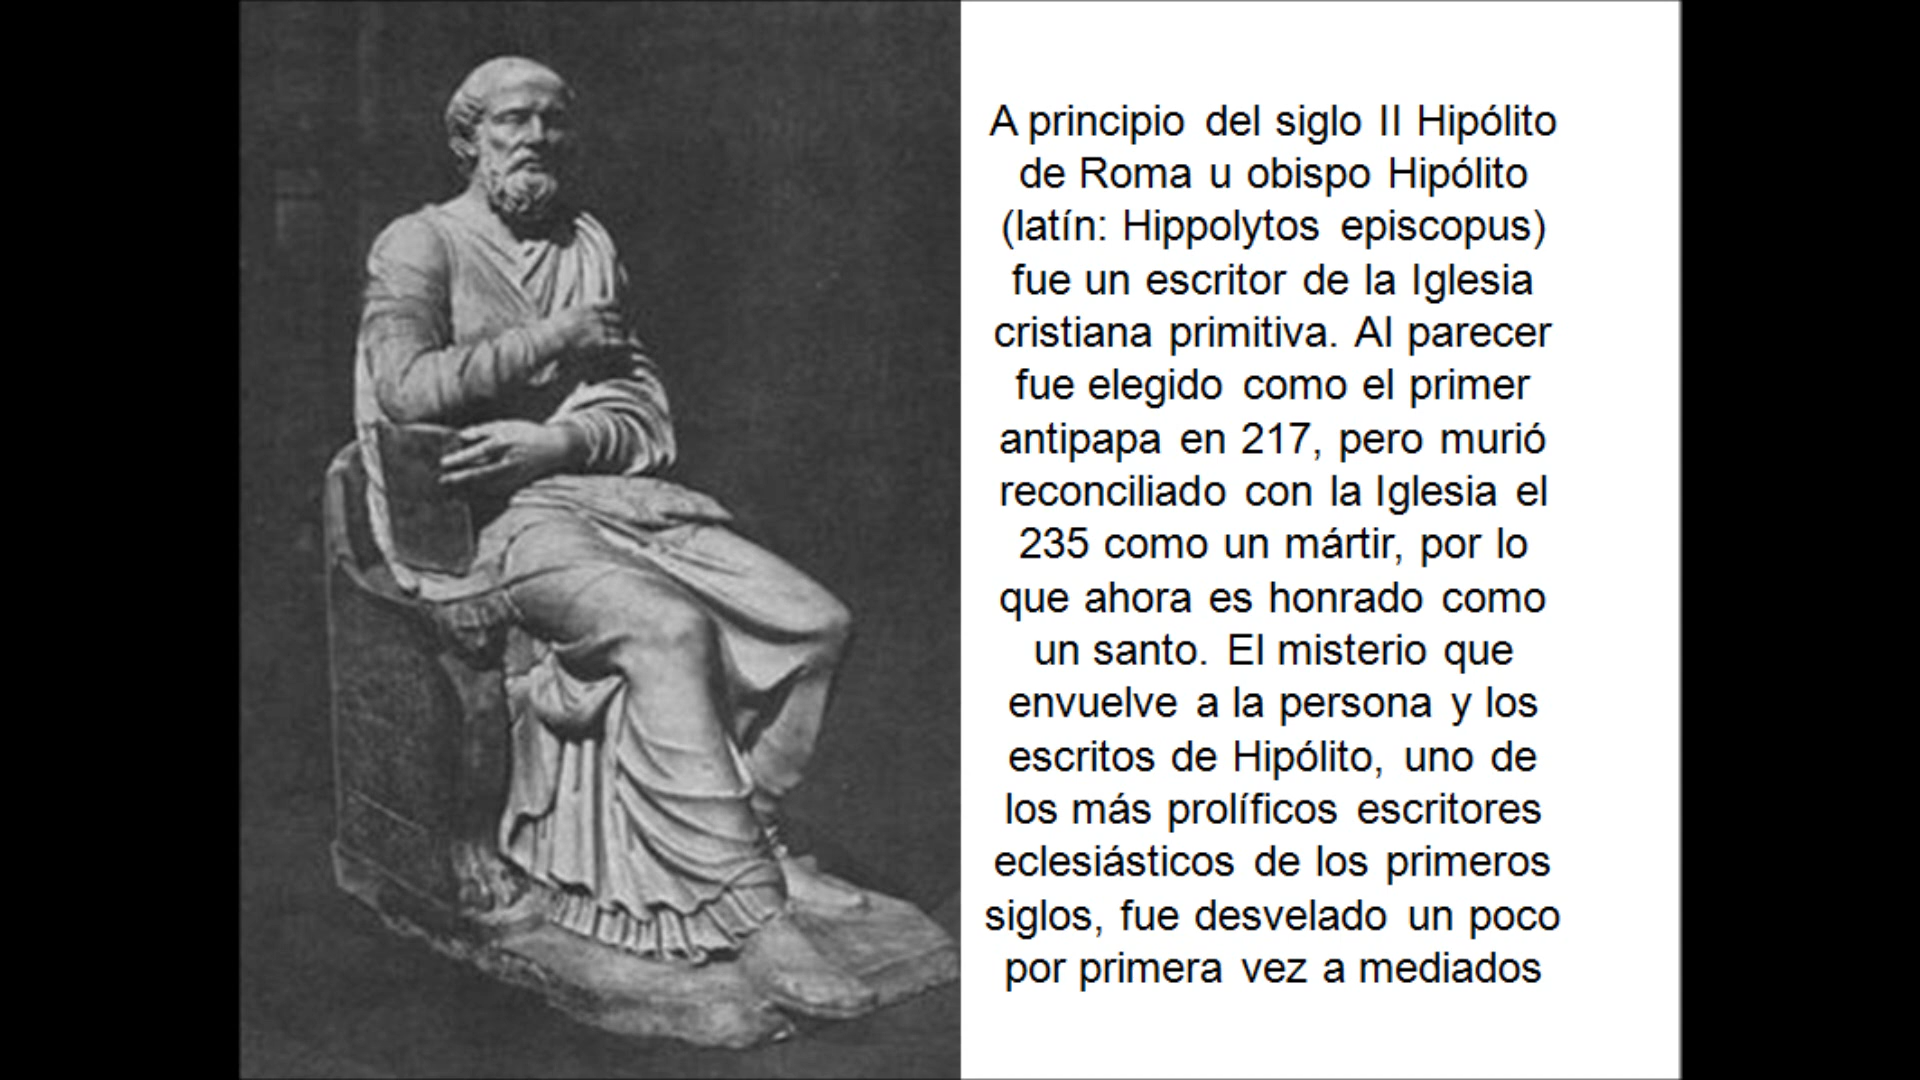 A principio del siglo II Hipólito
de Roma u obispo Hipólito
(latín: Hippolytos episcopus)
fue un escritor de la Iglesia
cristiana primitiva. Al parecer
fue elegido como el primer
antipapa en 217, pero murió
reconciliado con la Iglesia el
235 como un mártir, por lo
que ahora es honrado como
un santo. El misterio que
envuelve a la persona y los
escritos de Hipólito, uno de
los más prolíficos escritores
eclesiásticos de los primeros
siglos, fue desvelado un poco
por primera vez a mediados